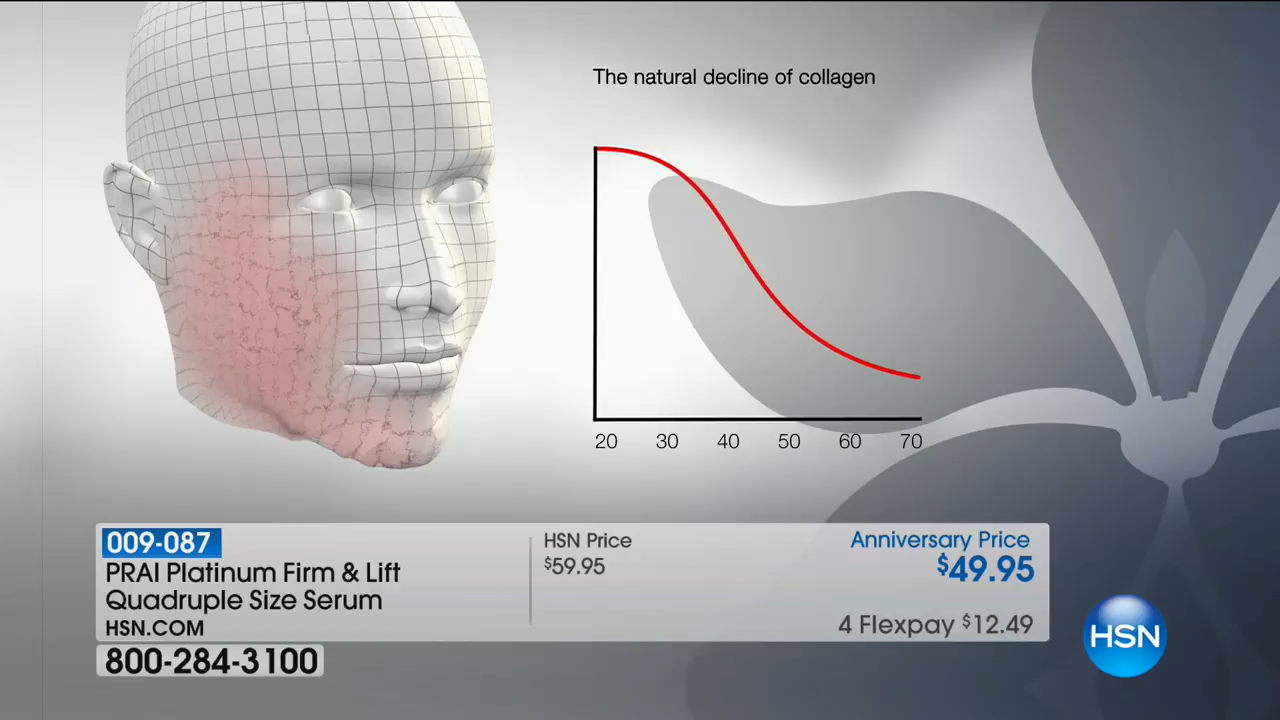 The natural decline of collagen
20 30 40 50 60 70
009-087
PRAI Platinum Firm & Lift
Quadruple Size Serum
HSN.COM
800-284-3100
HSN Price
$59.95
Anniversary Price
$49.95
4 Flexpay $12.49
HSN